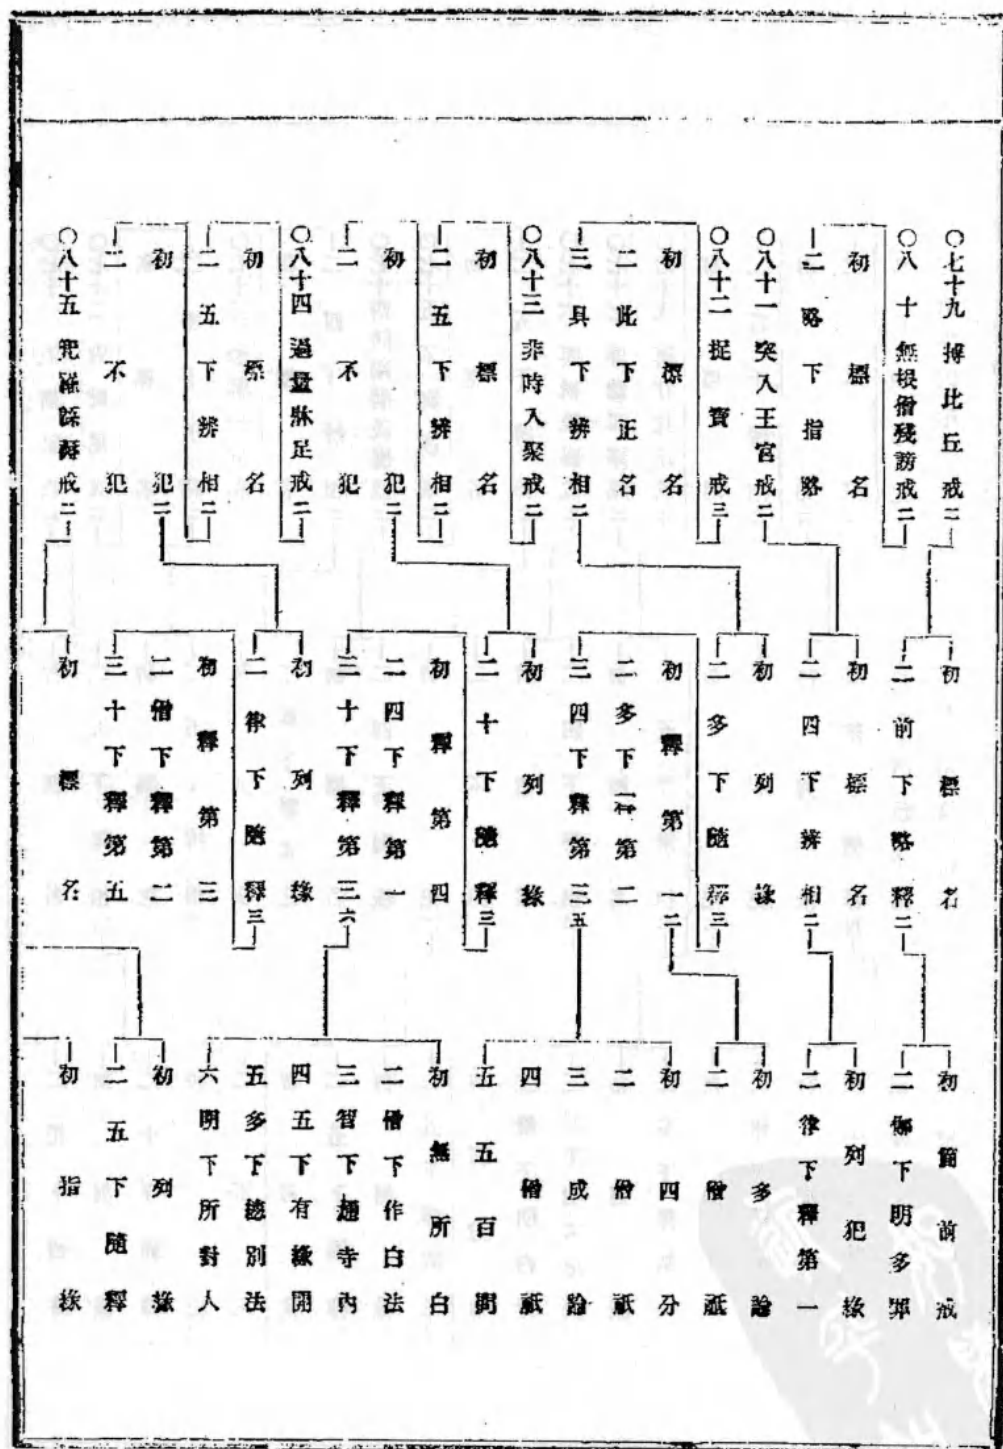 〇七十九搏比丘戒二
〇八十無根僧殘謗戒二
初標名
二略下指略
〇八十一突入王宮戒二
初標名
二此下正名
三具下辨相二
〇八十二捉寶戒三
初標名
二五下辨相二
〇八十三非時入聚戒二
初犯二
二不犯
〇八十四過量牀足戒二
初標名
二五下辨相二
初犯二
二不犯
〇八十五兜羅綿褥戒二
初標名
二前下略釋二
初標名
二四下辨相二
初列緣
二多下隨釋三
初釋第一二
二多下釋第二
三四下釋第三五
初列緣
二十下隨釋三
初釋第四
二四下釋第一
三十下釋第三六
初列緣
二律下隨釋三
初釋第三
二僧下釋第二
三十下釋第五
初標名
初簡前戒
二伽下明多罪
初列犯緣
二律下釋第一
初多論
二僧祇
初四分
二僧祇
三成論
四僧祇
五五百問
初無所白
二僧下作白法
三智下趣寺內
四五下有緣開
五多下總別法
六明下所對人
初列緣
二五下隨釋
初指緣